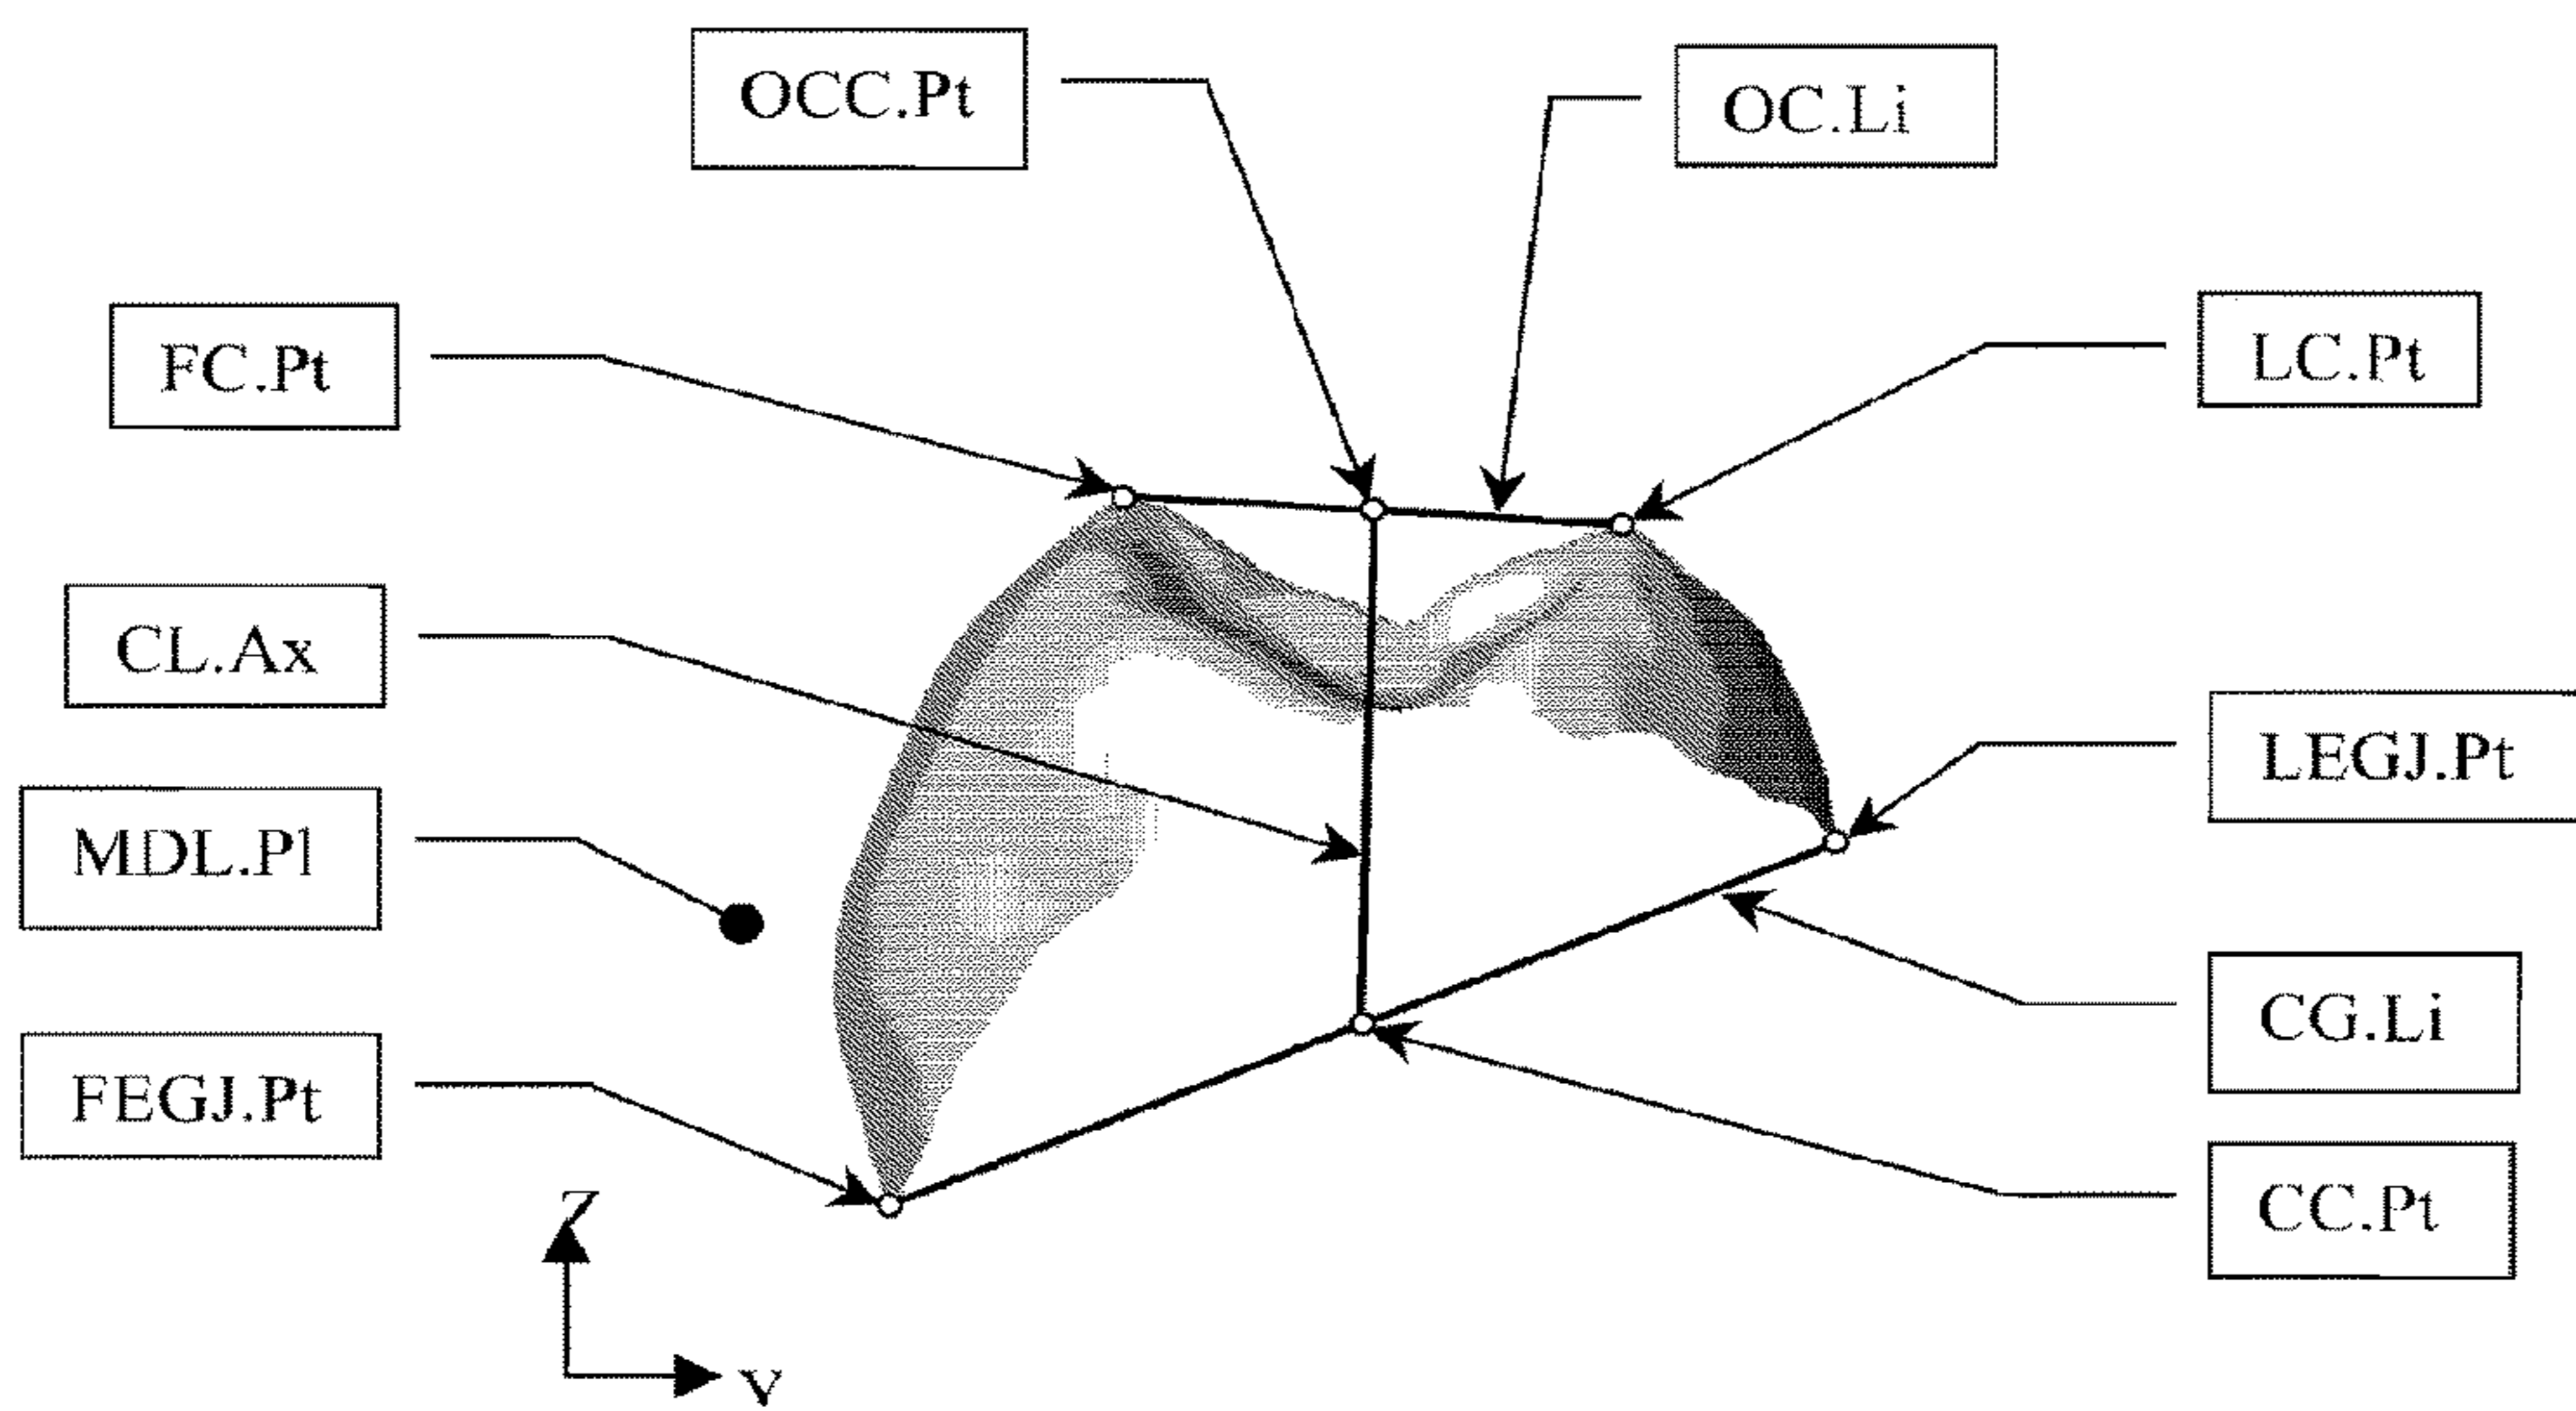 OCC.Pt
OC.Li
FC.Pt
LC.Pt
CL.Ax
LEGJ.Pt
MDL.Pl
CG.Li
FEGJ.Pt
CC.Pt
Z
Y